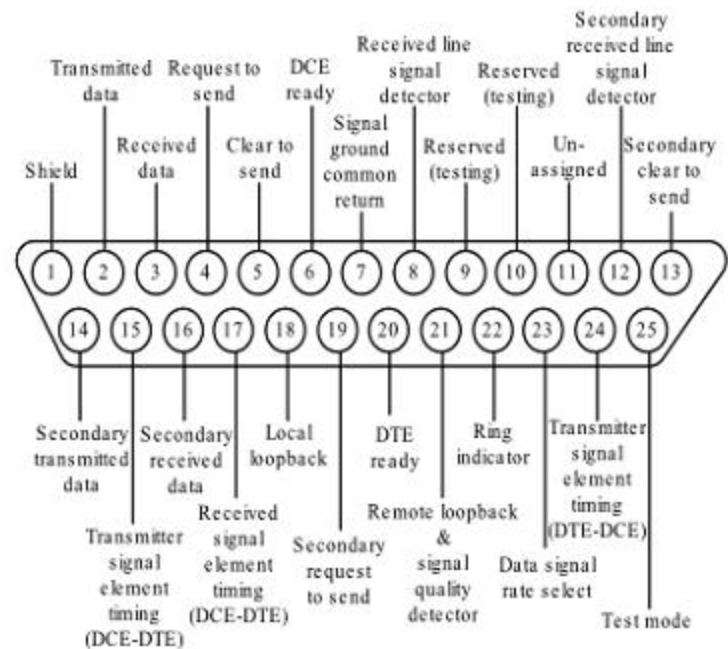 Shield
Transmitted
data
Received
data
Request to
send
Clear to
send
DCE
ready
Signal
ground
common
return
Received line
signal
detector
Reserved
(testing)
Reserved
(testing)
Un-
assigned
Secondary
received line
signal
detector
Secondary
clear to
send
1 2 3 4 5 6 7 8 9 10 11 12 13
14 15 16 17 18 19 20 21 22 23 24 25
Secondary
transmitted
data
Transmitter
signal
element
timing
(DCE-DTE)
Secondary
received
data
Received
signal
element
timing
(DCE-DTE)
Local
loopback
Secondary
request
to send
DTE
ready
Remote loopback
&
signal
quality
detector
Ring
indicator
Data signal
rate select
Transmitter
signal
element
timing
(DTE-DCE)
Test mode